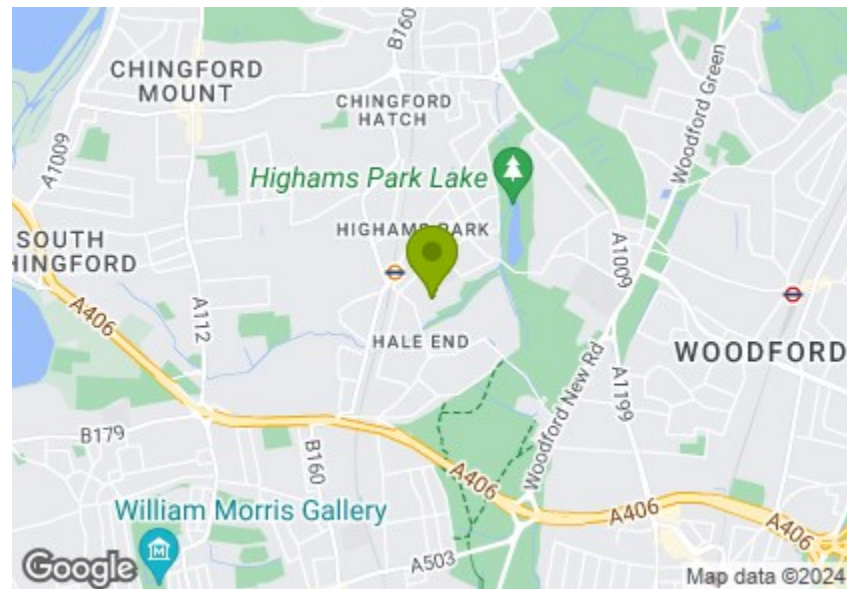 B160
CHINGFORD
MOUNT
CHINGFORD
HATCH
Woodford Green
A1009
Highams Park Lake
HIGHAMS PARK
SOUTH
HINGFORD
A1009
A406
A112
HALE END
WOODFORD
Woodford New Rd
A1199
B179
B160
A406
A406
A406
William Morris Gallery
A503
M
Google
Map data ©2024